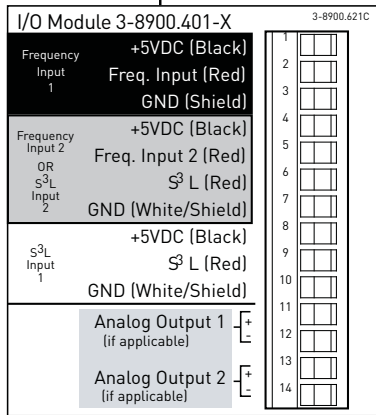 I/O Module 3-8900.401-X
3-8900.621C
Frequency
Input
1
+5VDC (Black)
Freq. Input (Red)
GND (Shield)
Frequency
Input 2
OR
S³L
Input
2
+5VDC (Black)
Freq. Input 2 (Red)
S³ L (Red)
GND (White/Shield)
S³L
Input
1
+5VDC (Black)
S³ L (Red)
GND (White/Shield)
Analog Output 1
(if applicable)
+
-
Analog Output 2
(if applicable)
+
-
1
2
3
4
5
6
7
8
9
10
11
12
13
14